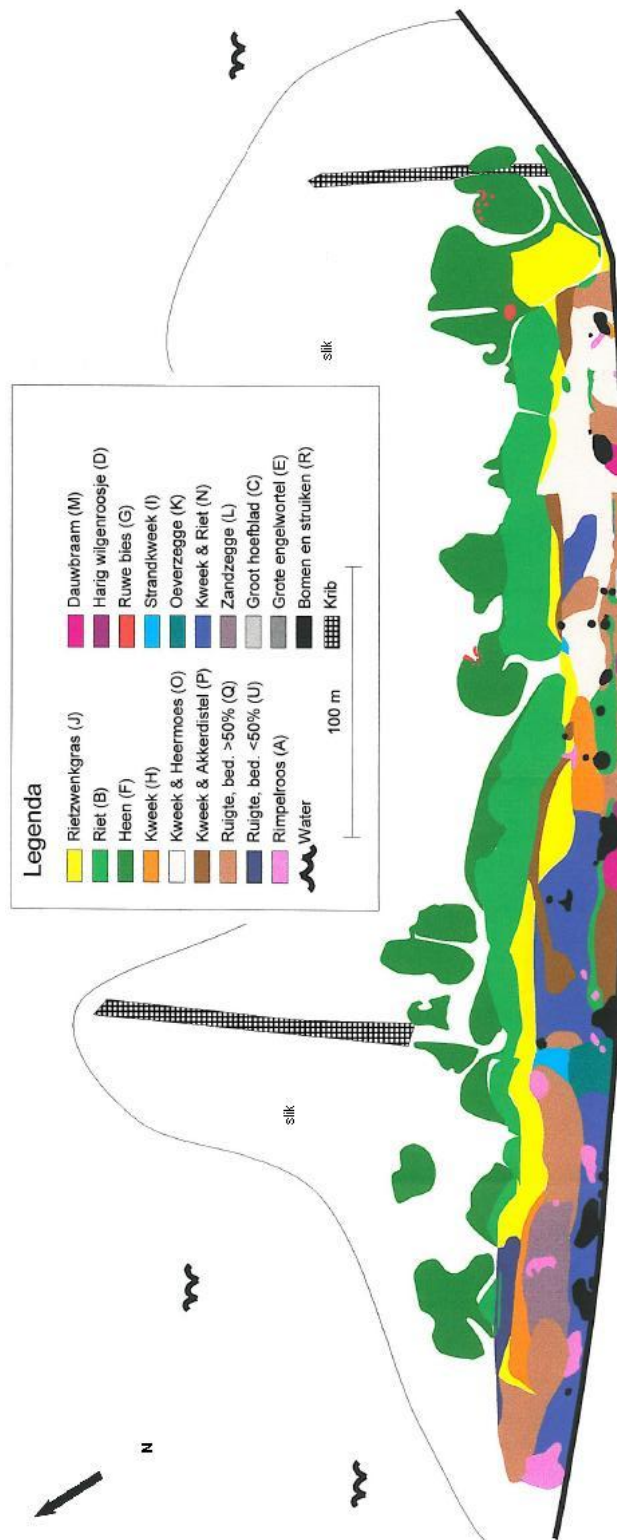 Legenda
Rietzwenkgras (J)
Riet (B)
Heen (F)
Kweek (H)
Kweek & Heermoes (O)
Kweek & Akkerdistel (P)
Ruigte, bed. >50% (Q)
Ruigte, bed. <50% (U)
Rimpelroos (A)
Water
Dauwbraam (M)
Harig wilgenroosje (D)
Ruwe bies (G)
Strandkweek (I)
Oeverzegge (K)
Kweek & Riet (N)
Zandzegge (L)
Groot hoefblad (C)
Grote engelwortel (E)
Bomen en struiken (R)
Krib
100 m
slik
slik
N